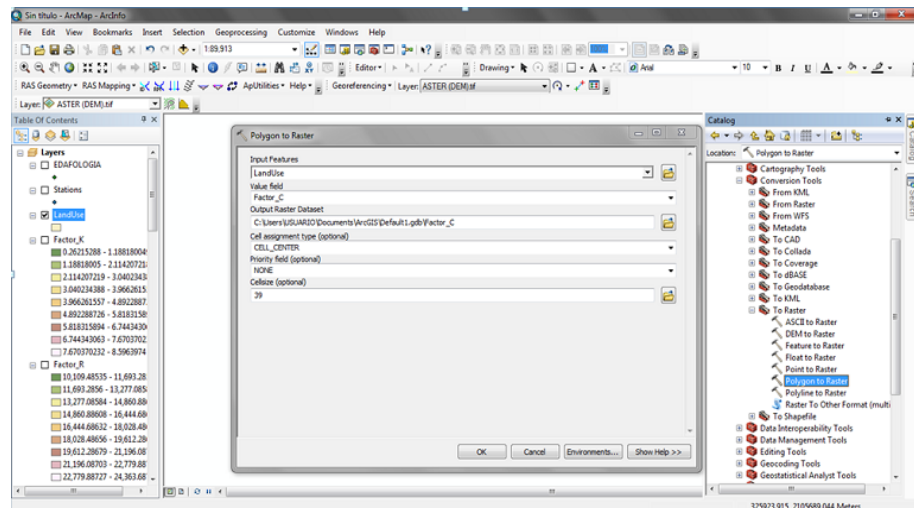 Sin título - ArcMap - ArcInfo
File Edit View Bookmarks Insert Selection Geoprocessing Customize Windows Help
1:89,913
Editor Drawing Arial 10 B I U A
RAS Geometry RAS Mapping ApUtilities Help Georeferencing Layer: ASTER (DEM).tif
Layer: ASTER (DEM).tif
Table Of Contents
Layers
EDAFOLOGIA
Stations
LandUse
Factor_K
0.26215288 - 1.18818004
1.18818005 - 2.11420721
2.114207219 - 3.0402343
3.040234388 - 3.9662615
3.966261557 - 4.8922887
4.892288726 - 5.8183158
5.818315894 - 6.7443430
6.744343063 - 7.670370
7.670370232 - 8.5963974
Factor_R
10,109.48535 - 11,693.28
11,693.2856 - 13,277.085
13,277.08584 - 14,860.88
14,860.88608 - 16,444.68
16,444.68632 - 18,028.48
18,028.48656 - 19,612.28
19,612.28679 - 21,196.08
21,196.08703 - 22,779.88
22,779.88727 - 24,363.68
Polygon to Raster
Input Features
LandUse
Value field
Factor_C
Output Raster Dataset
C:\Users\USUARIO\Documents\ArcGIS\Default1.gdb\Factor_C
Cell assignment type (optional)
CELL_CENTER
Priority field (optional)
NONE
Cellsize (optional)
39
OK Cancel Environments... Show Help >>
Catalog
Location: Polygon to Raster
Cartography Tools
Conversion Tools
From KML
From Raster
From WFS
Metadata
To CAD
To Collada
To Coverage
To dBASE
To Geodatabase
To KML
To Raster
ASCII to Raster
DEM to Raster
Feature to Raster
Float to Raster
Point to Raster
Polygon to Raster
Polyline to Raster
Raster To Other Format (multi
To Shapefile
Data Interoperability Tools
Data Management Tools
Editing Tools
Geocoding Tools
Geostatistical Analyst Tools
325923.915 2105689.044 Meters